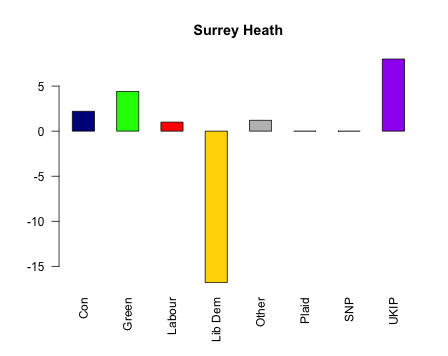 Surrey Heath
5
0
-5
-10
-15
Con
Green
Labour
Lib Dem
Other
Plaid
SNP
UKIP